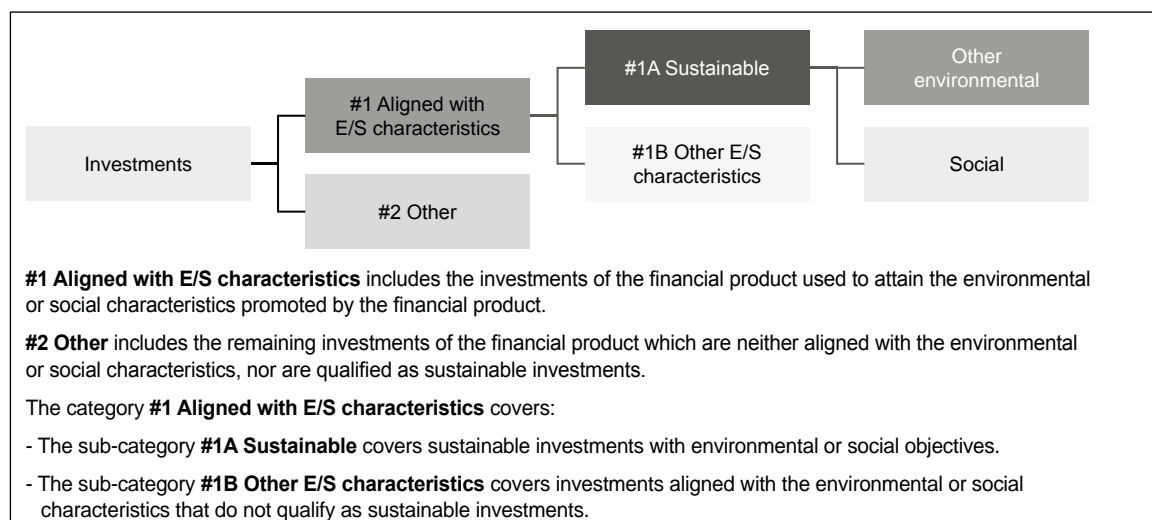 Investments
#1 Aligned with
E/S characteristics
#2 Other
#1A Sustainable
#1B Other E/S
characteristics
Other
environmental
Social
#1 Aligned with E/S characteristics includes the investments of the financial product used to attain the environmental
or social characteristics promoted by the financial product.
#2 Other includes the remaining investments of the financial product which are neither aligned with the environmental
or social characteristics, nor are qualified as sustainable investments.
The category #1 Aligned with E/S characteristics covers:
- The sub-category #1A Sustainable covers sustainable investments with environmental or social objectives.
- The sub-category #1B Other E/S characteristics covers investments aligned with the environmental or social
characteristics that do not qualify as sustainable investments.